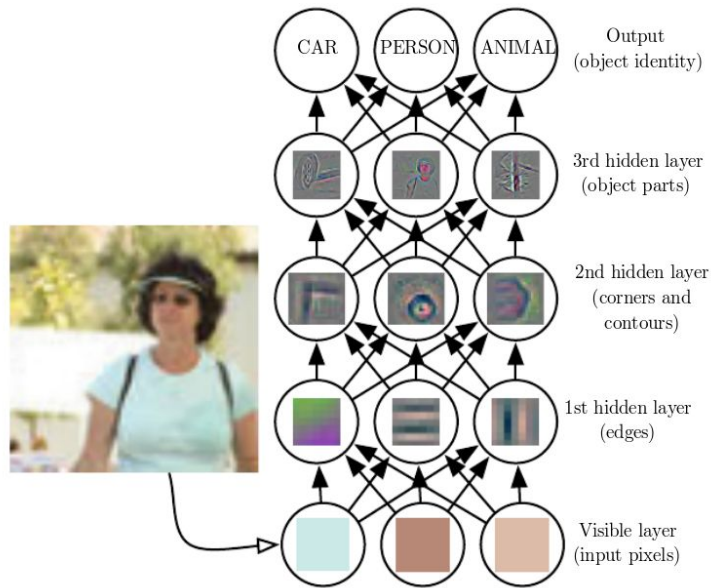 CAR PERSON ANIMAL
Output
(object identity)
3rd hidden layer
(object parts)
2nd hidden layer
(corners and
contours)
1st hidden layer
(edges)
Visible layer
(input pixels)